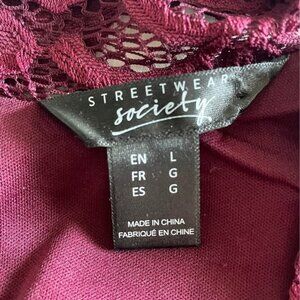 STREETWEAR
society
EN L
FR G
ES G
MADE IN CHINA
FABRIQUÉ EN CHINE